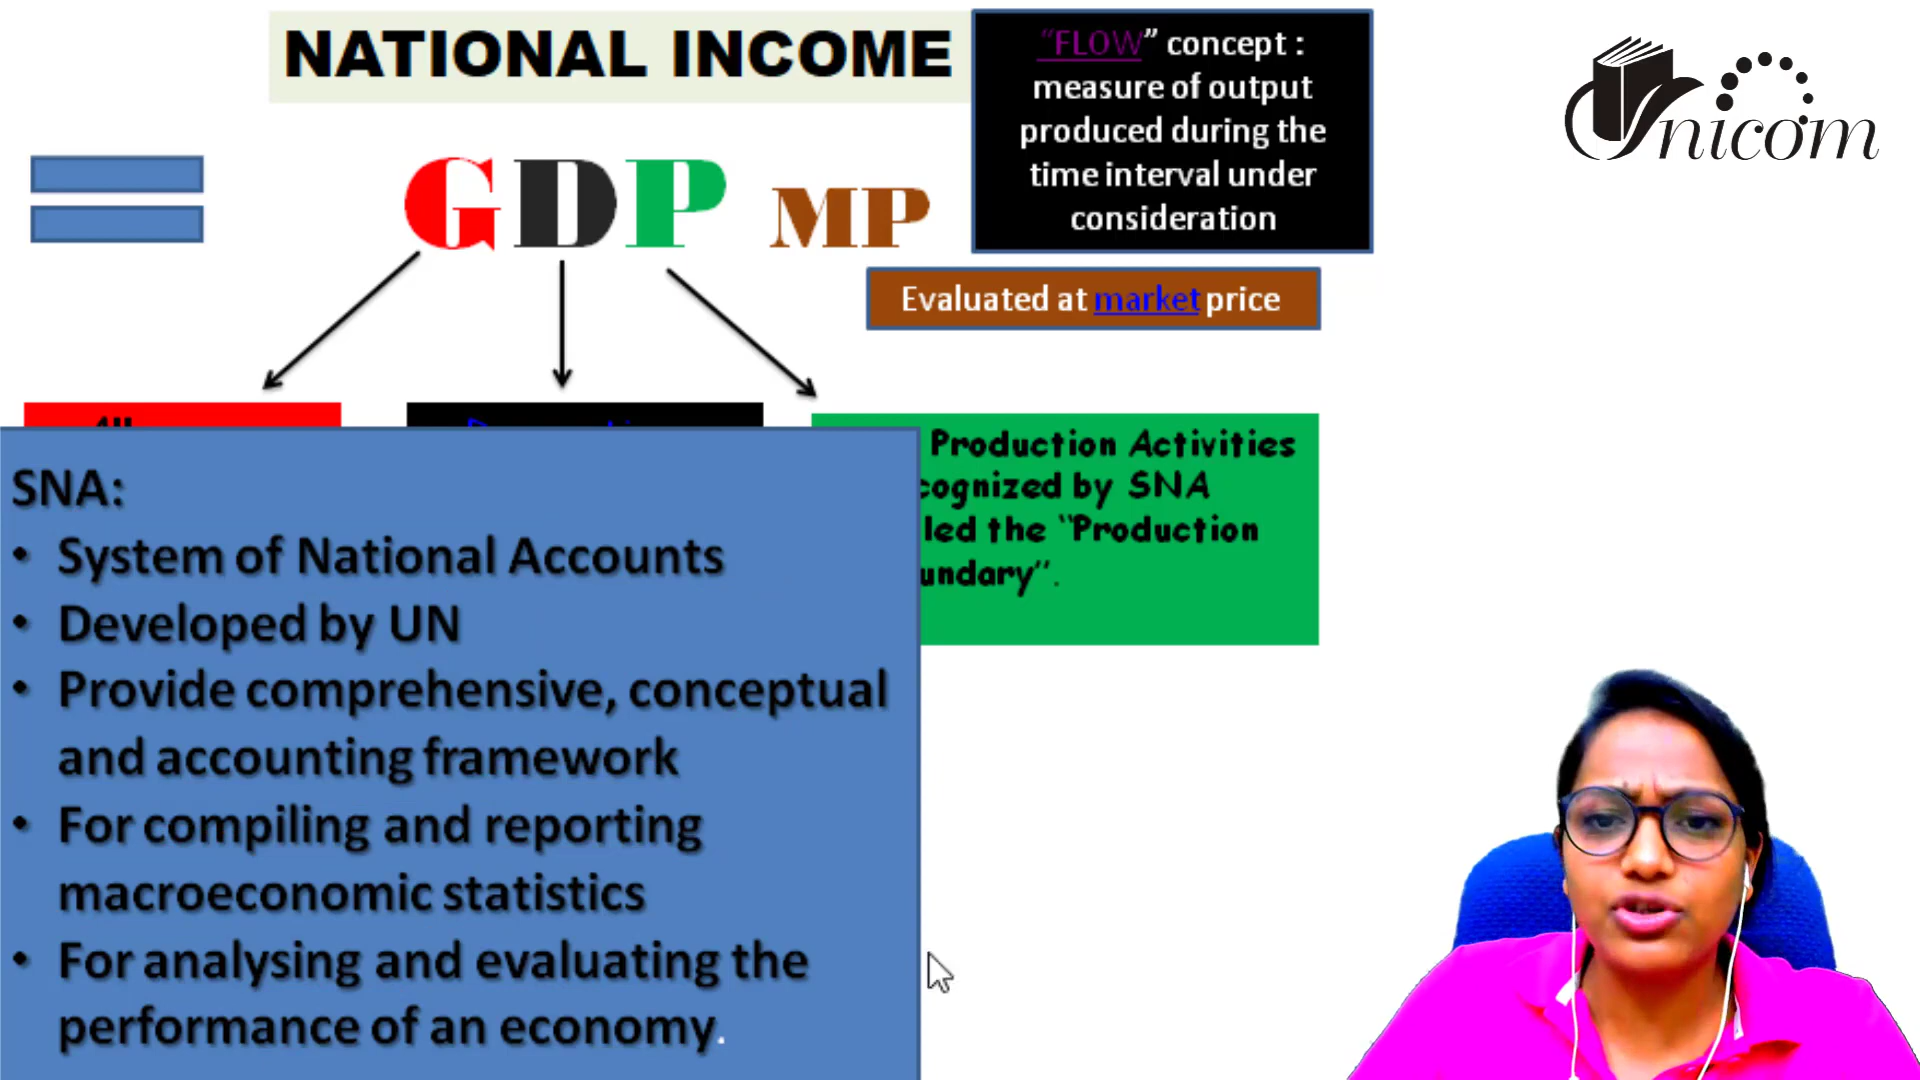 NATIONAL INCOME
“FLOW” concept :
measure of output
produced during the
time interval under
consideration
Unicom
GDP MP
Evaluated at market price
Production Activities
cognized by SNA
led the “Production
undary”.
SNA:
• System of National Accounts
• Developed by UN
• Provide comprehensive, conceptual
and accounting framework
• For compiling and reporting
macroeconomic statistics
• For analysing and evaluating the
performance of an economy.